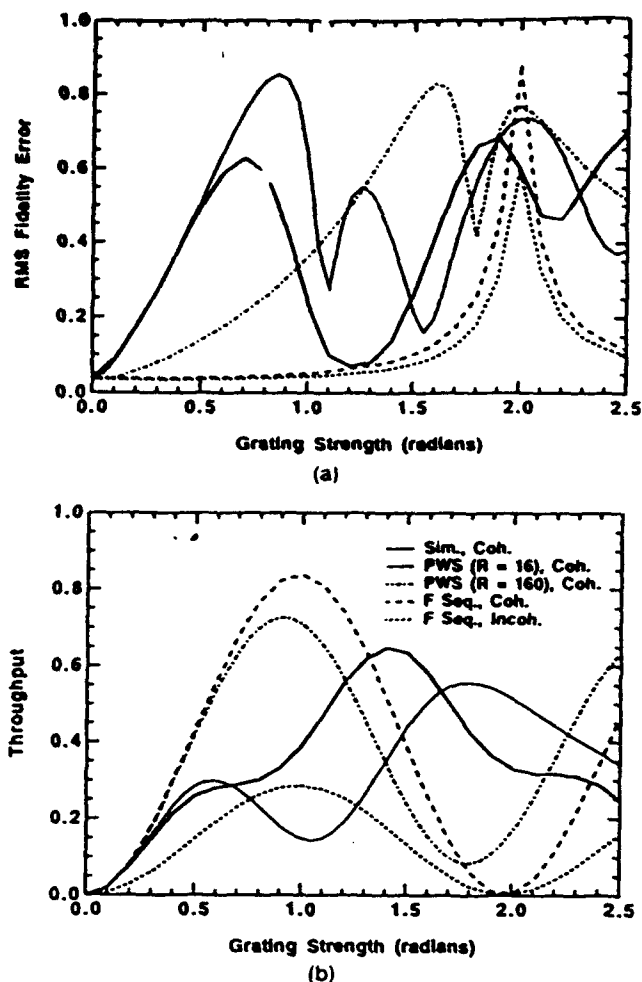 1.0
0.8
0.6
0.4
0.2
0.0
RMS Fidelity Error
0.0 0.5 1.0 1.5 2.0 2.5
Grating Strength (radians)
(a)
1.0
0.8
0.6
0.4
0.2
0.0
Throughput
Sim., Coh.
PWS (R = 16), Coh.
PWS (R = 160), Coh.
F Seq., Coh.
F Seq., Incoh.
0.0 0.5 1.0 1.5 2.0 2.5
Grating Strength (radians)
(b)